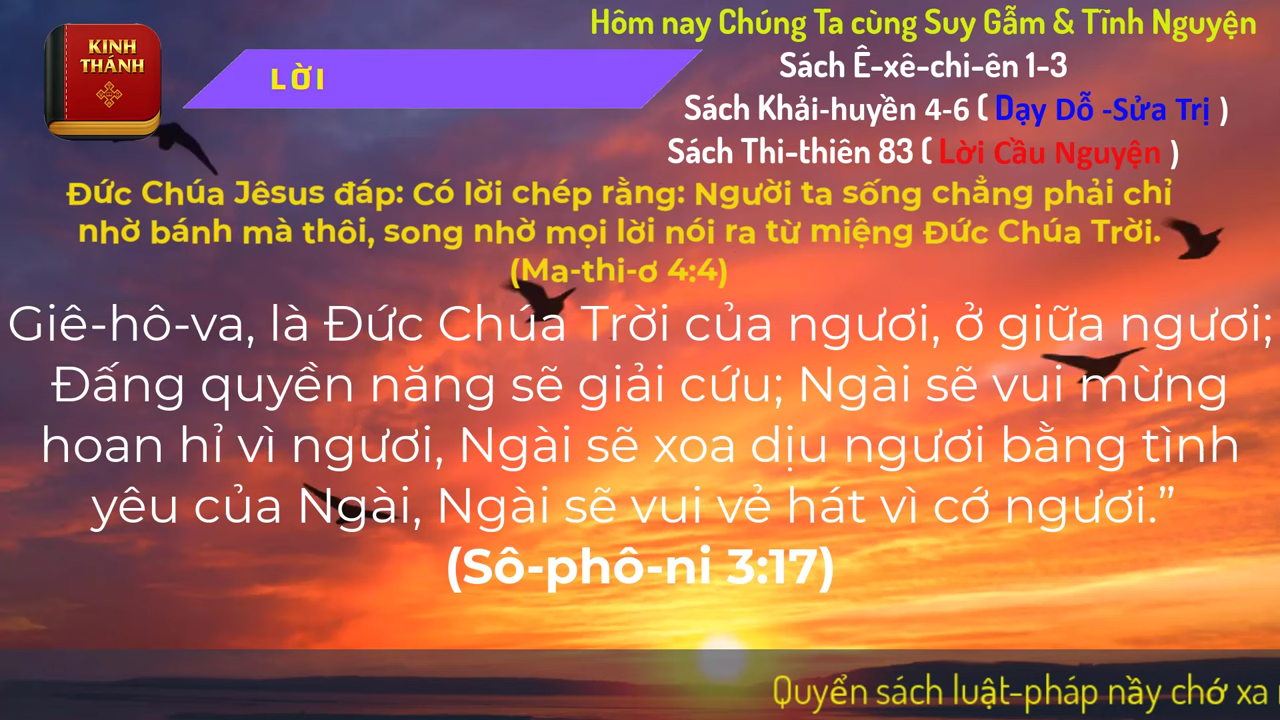 KINH
THÁNH
LỜI
Hôm nay Chúng Ta cùng Suy Gẫm & Tĩnh Nguyện
Sách Ê-xê-chi-ên 1-3
Sách Khải-huyền 4-6 ( Dạy Dỗ -Sửa Trị )
Sách Thi-thiên 83 ( Lời Cầu Nguyện )
Đức Chúa Jêsus đáp: Có lời chép rằng: Người ta sống chẳng phải chỉ
nhờ bánh mà thôi, song nhờ mọi lời nói ra từ miệng Đức Chúa Trời.
(Ma-thi-ơ 4:4)
Giê-hô-va, là Đức Chúa Trời của ngươi, ở giữa ngươi;
Đấng quyền năng sẽ giải cứu; Ngài sẽ vui mừng
hoan hỉ vì ngươi, Ngài sẽ xoa dịu ngươi bằng tình
yêu của Ngài, Ngài sẽ vui vẻ hát vì cớ ngươi.”
(Sô-phô-ni 3:17)
Quyển sách luật-pháp nầy chớ xa